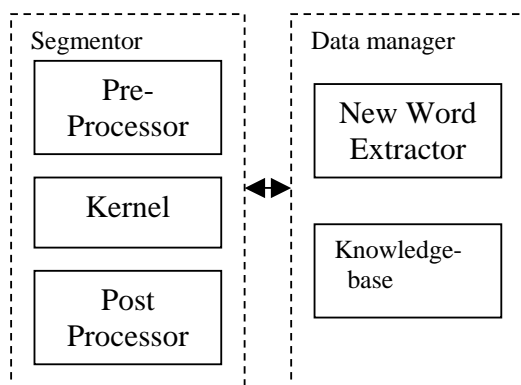 Segmentor
Pre-
Processor
Kernel
Post
Processor
Data manager
New Word
Extractor
Knowledge-
base